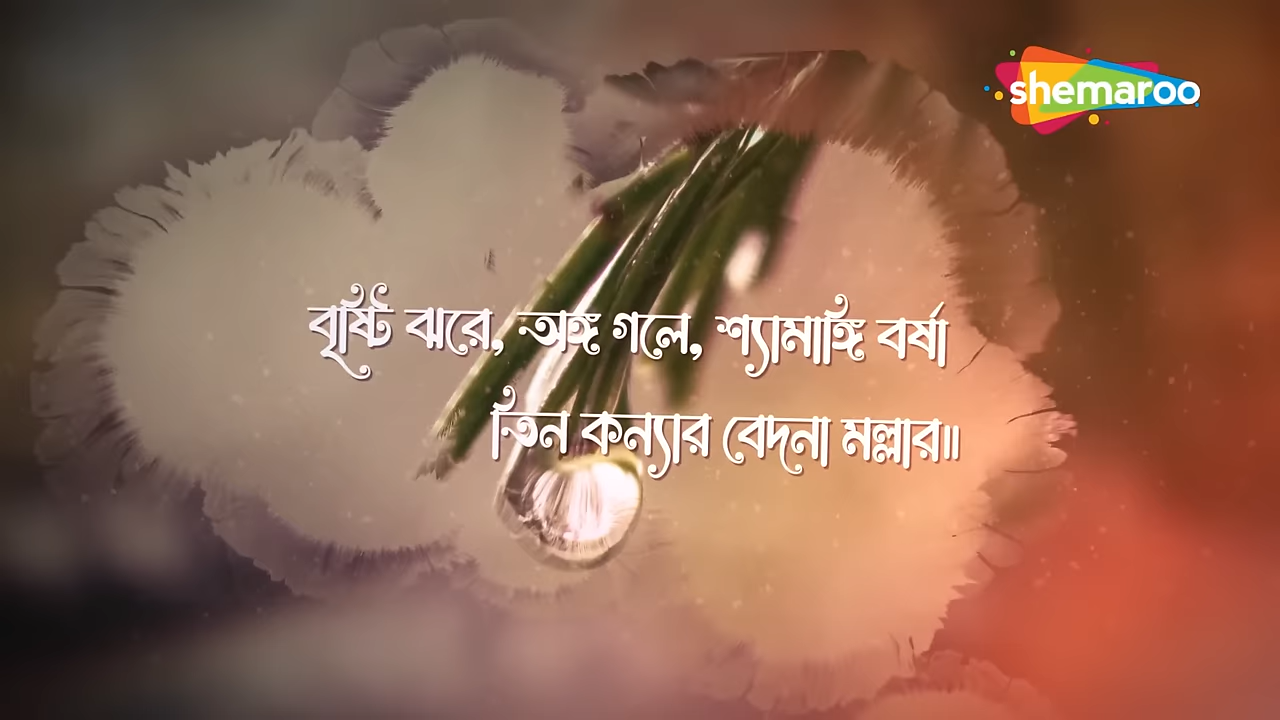 shemaroo
বৃষ্টি ঝরে, অঙ্গ গলে, শ্যামাঙ্গি বর্ষা
তিন কন্যার বেদনা মল্লার॥